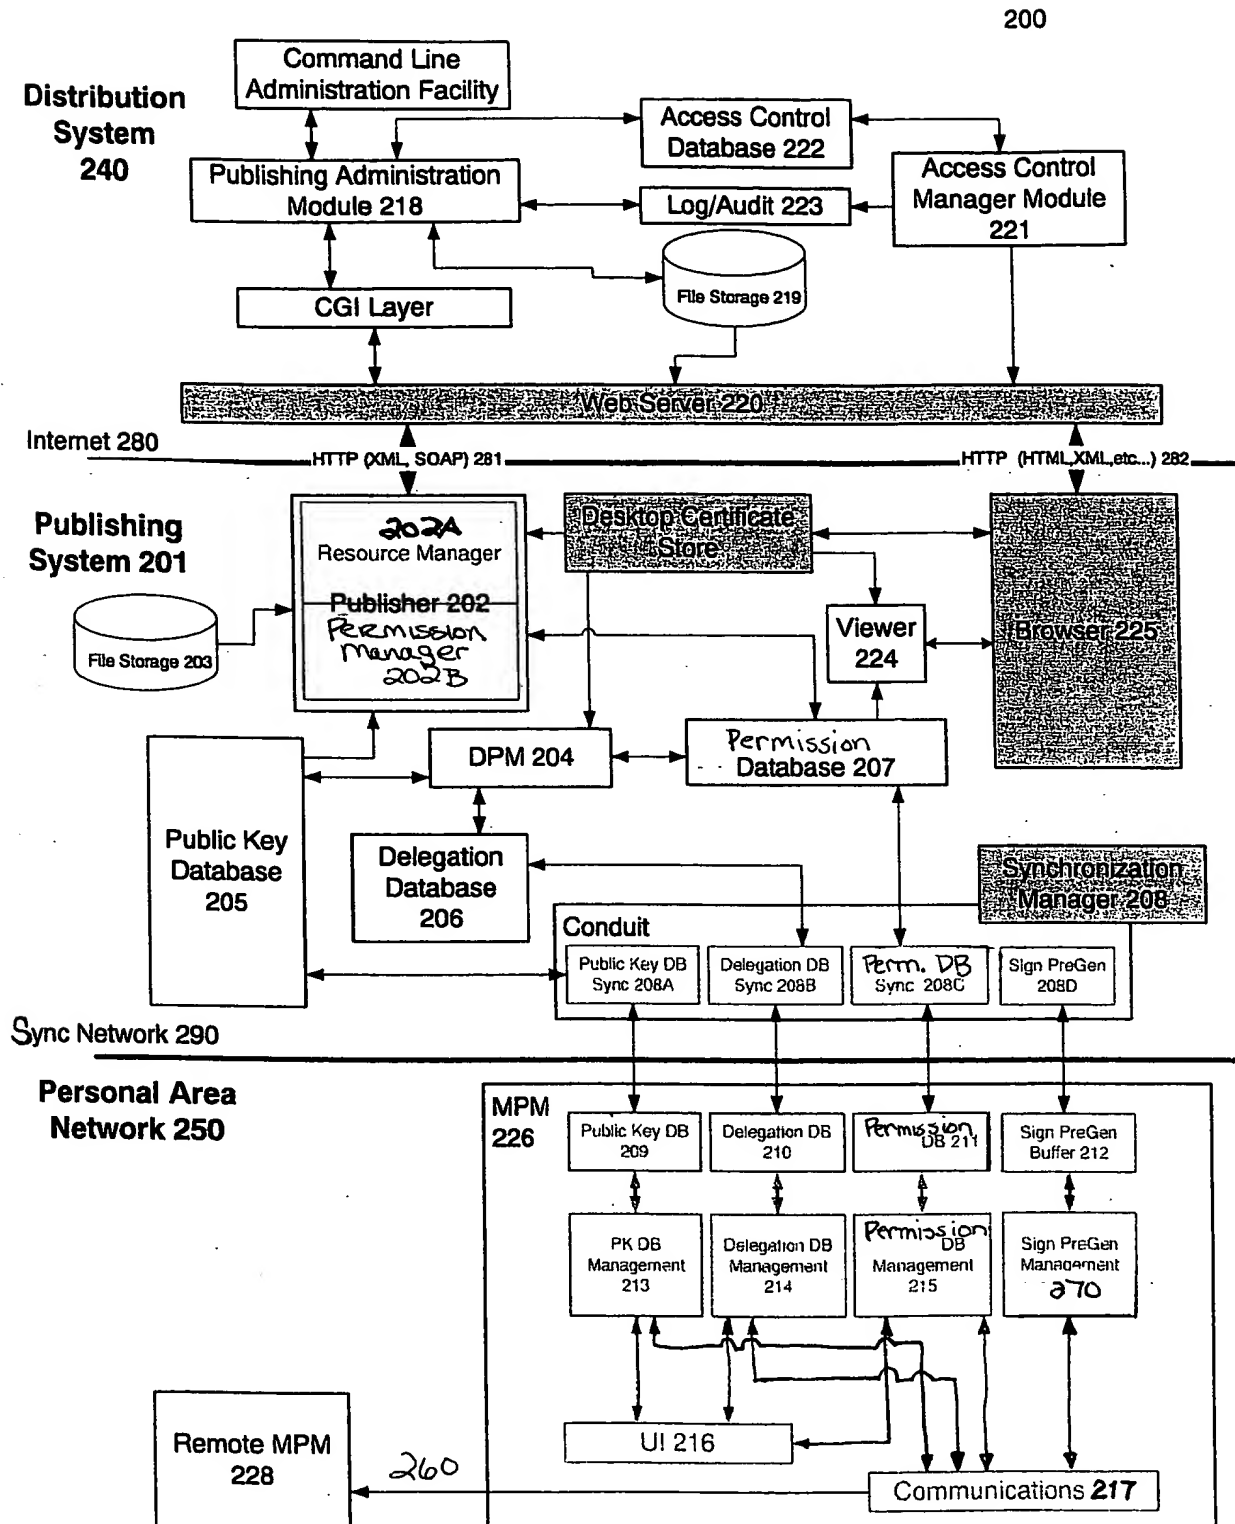 200
Command Line
Administration Facility
Distribution
System
240
Access Control
Database 222
Publishing Administration
Module 218
Access Control
Manager Module
221
Log/Audit 223
File Storage 219
CGI Layer
Web Server 220
Internet 280
HTTP (XML, SOAP) 281
HTTP (HTML,XML,etc...) 282
Publishing
System 201
202A
Resource Manager
Desktop Certificate
Store
Publisher 202
Permission
Manager
202B
File Storage 203
Viewer
224
Browser 225
DPM 204
Permission
Database 207
Public Key
Database
205
Delegation
Database
206
Synchronization
Manager 208
Conduit
Public Key DB
Sync 208A
Delegation DB
Sync 208B
Perm. DB
Sync 208C
Sign PreGen
208D
Sync Network 290
Personal Area
Network 250
MPM
226
Public Key DB
209
Delegation DB
210
Permission
DB 211
Sign PreGen
Buffer 212
PK DB
Management
213
Delegation DB
Management
214
Permission
DB
Management
215
Sign PreGen
Management
270
UI 216
Remote MPM
228
260
Communications 217